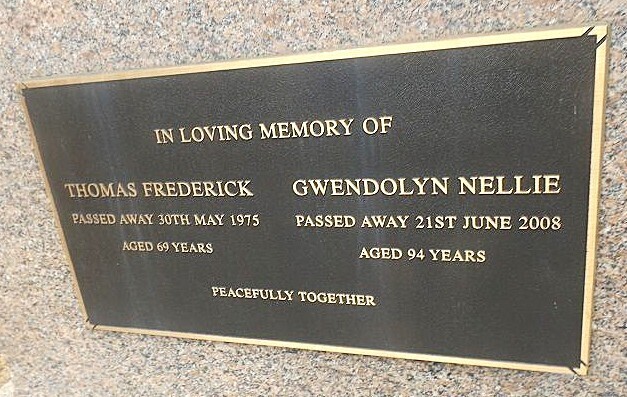 IN LOVING MEMORY OF
THOMAS FREDERICK
PASSED AWAY 30TH MAY 1975
AGED 69 YEARS
GWENDOLYN NELLIE
PASSED AWAY 21ST JUNE 2008
AGED 94 YEARS
PEACEFULLY TOGETHER